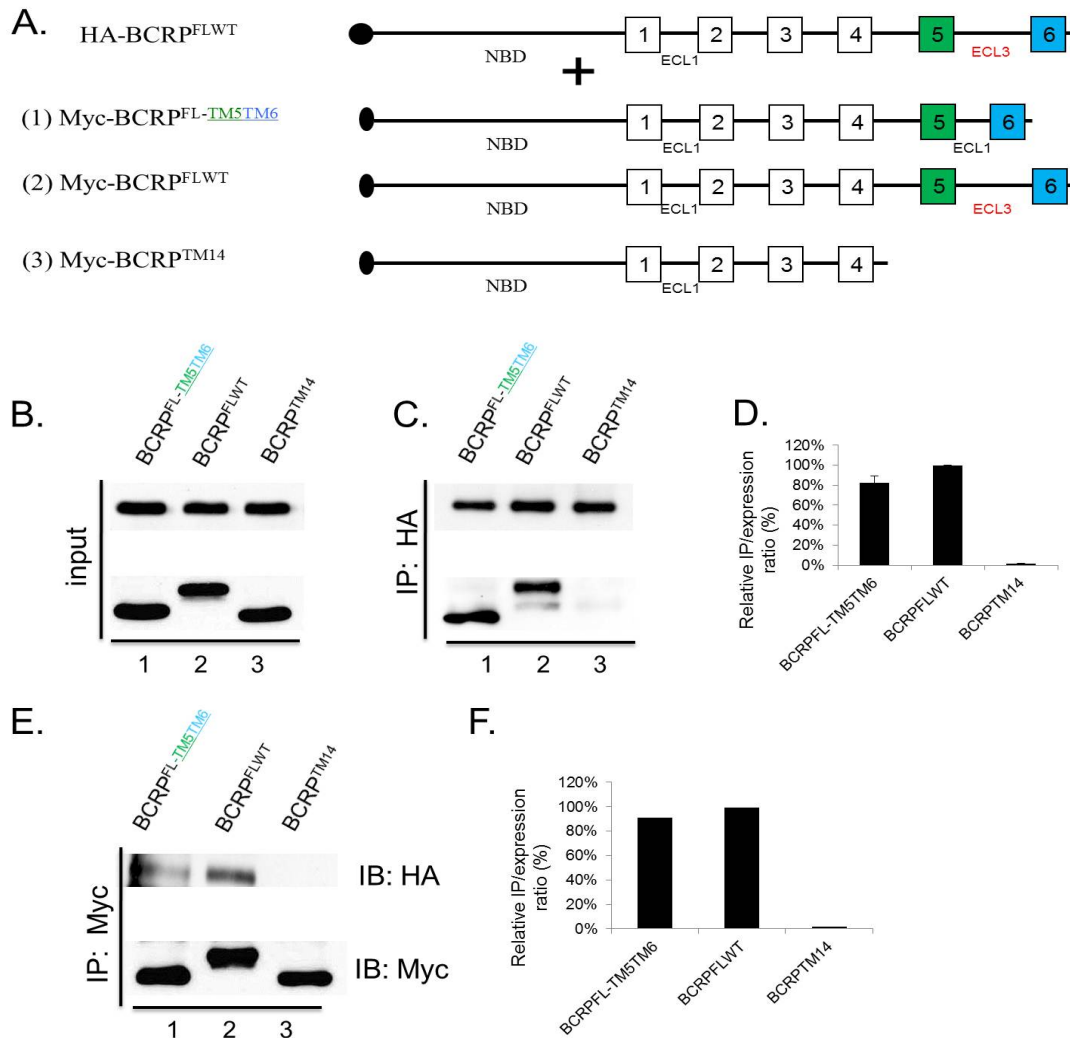 A.
HA-BCRPFLWT
NBD
1 2 3 4 5 6
ECL1
ECL3
+
(1) Myc-BCRPFL-TM5TM6
NBD
1 2 3 4 5 6
ECL1
ECL1
(2) Myc-BCRPFLWT
NBD
1 2 3 4 5 6
ECL1
ECL3
(3) Myc-BCRPTM14
NBD
1 2 3 4
ECL1
B.
BCRPFL-TM5TM6
BCRPFLWT
BCRPTM14
input
1 2 3
C.
BCRPFL-TM5TM6
BCRPFLWT
BCRPTM14
IP: HA
1 2 3
D.
Relative IP/expression
ratio (%)
120%
100%
80%
60%
40%
20%
0%
BCRPFL-TM5TM6
BCRPFLWT
BCRPTM14
E.
BCRPFL-TM5TM6
BCRPFLWT
BCRPTM14
IP: Myc
IB: HA
IB: Myc
1 2 3
F.
Relative IP/expression
ratio (%)
120%
100%
80%
60%
40%
20%
0%
BCRPFL-TM5TM6
BCRPFLWT
BCRPTM14